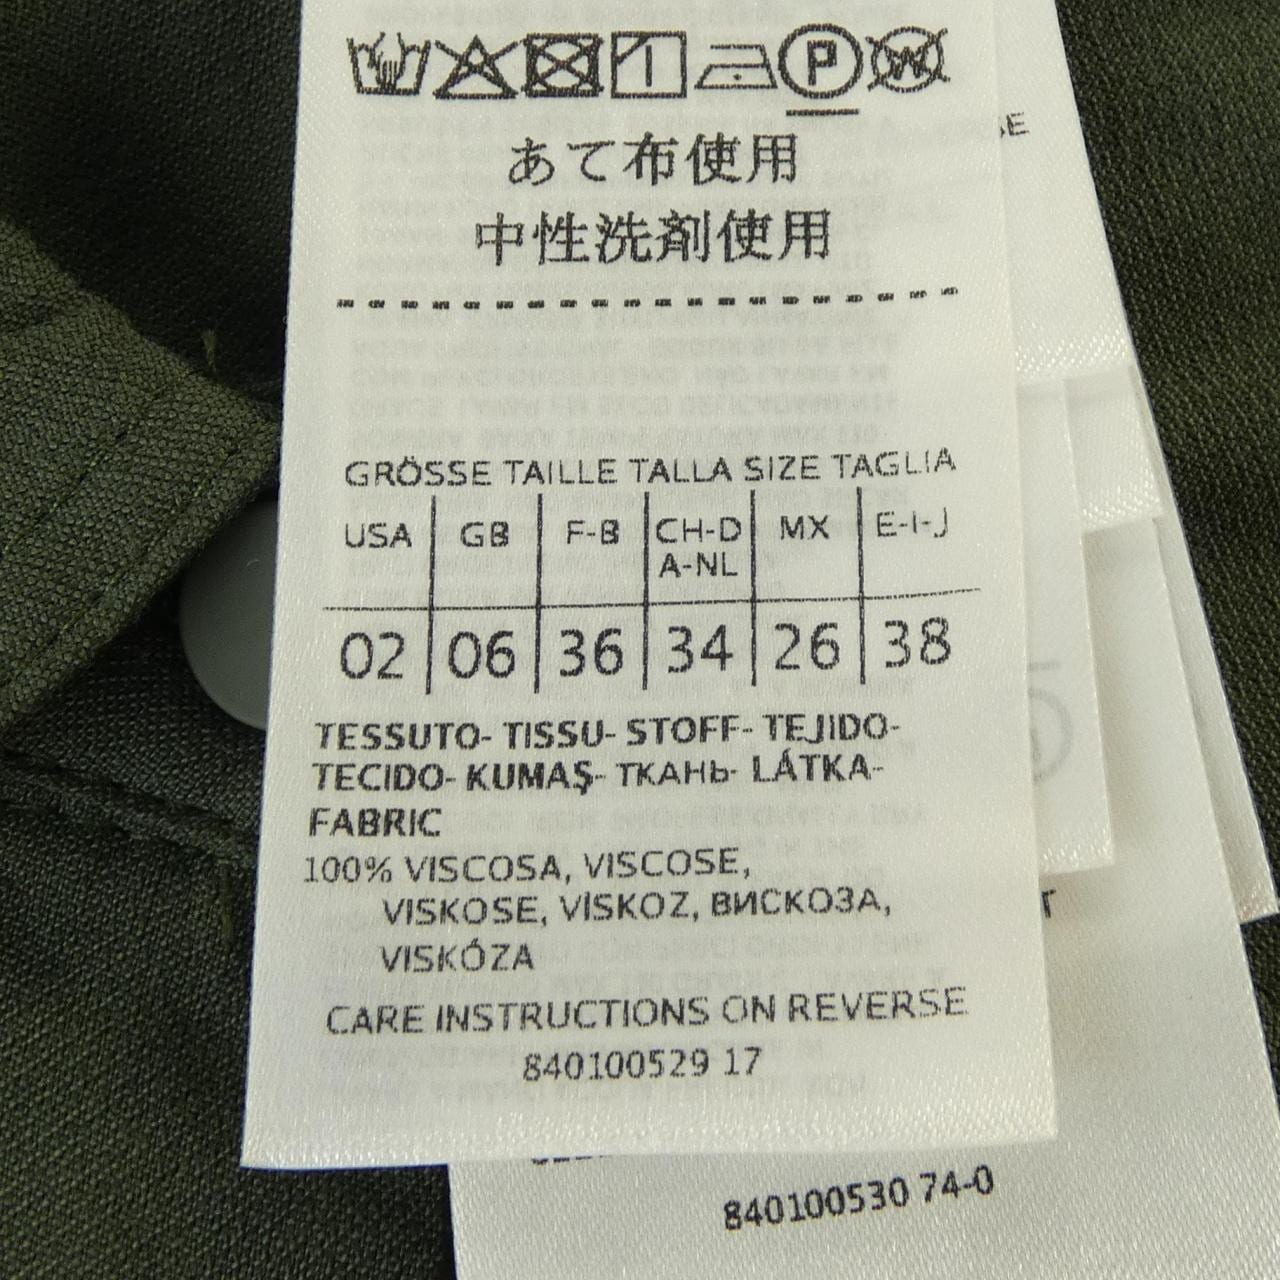 P W
あて布使用
中性洗剤使用
GRÖSSE TAILLE TALLA SIZE TAGLIA
USA GB F-B CH-D A-NL MX E-I-J
02 06 36 34 26 38
TESSUTO- TISSU- STOFF- TEJIDO-
TECIDO- KUMAŞ- ТКАНЬ- LÁTKA-
FABRIC
100% VISCOSA, VISCOSE,
VISKOSE, VİSKOZ, ВИСКОЗА,
VISKÓZA
CARE INSTRUCTIONS ON REVERSE
840100529 17
840100530 74-0